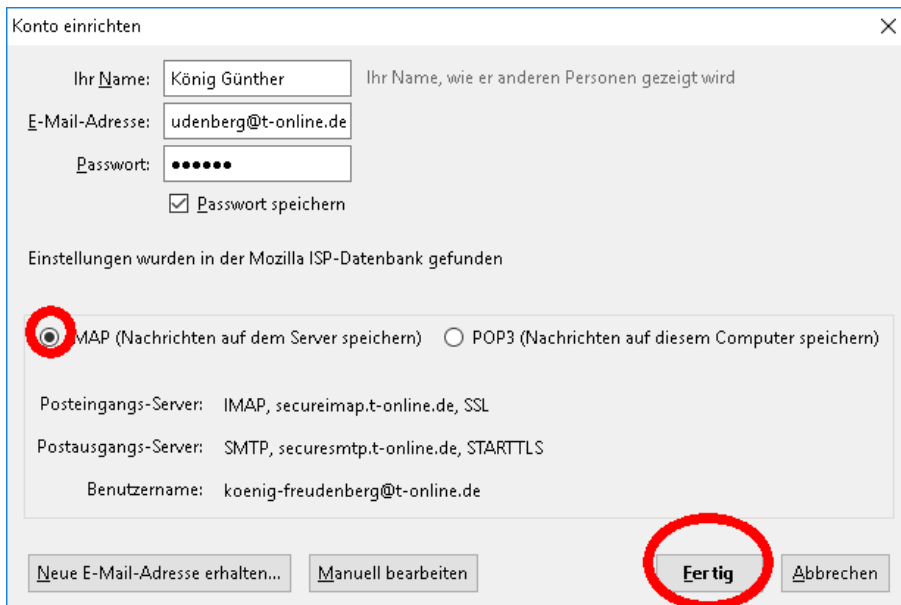 Konto einrichten
Ihr Name: König Günther Ihr Name, wie er anderen Personen gezeigt wird
E-Mail-Adresse: udenberg@t-online.de
Passwort: ●●●●●●
Passwort speichern
Einstellungen wurden in der Mozilla ISP-Datenbank gefunden
MAP (Nachrichten auf dem Server speichern) POP3 (Nachrichten auf diesem Computer speichern)
Posteingangs-Server: IMAP, secureimap.t-online.de, SSL
Postausgangs-Server: SMTP, securesmtp.t-online.de, STARTTLS
Benutzername: koenig-freudenberg@t-online.de
Neue E-Mail-Adresse erhalten... Manuell bearbeiten Fertig Abbrechen